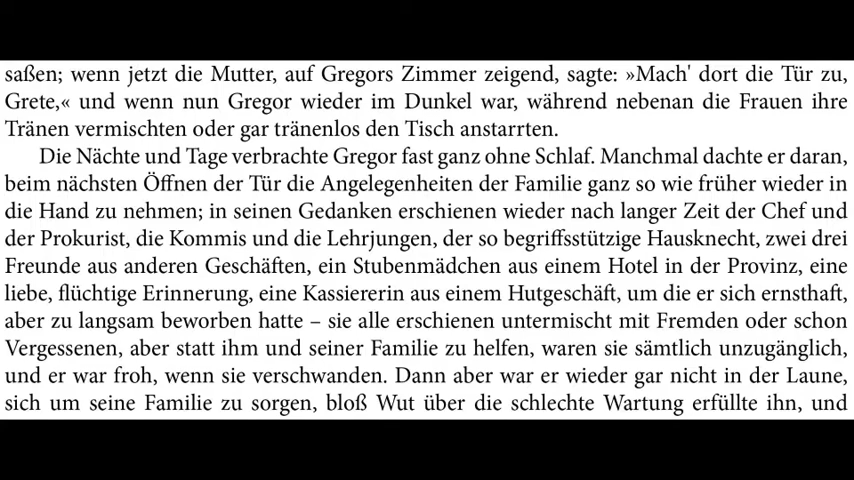 saßen; wenn jetzt die Mutter, auf Gregors Zimmer zeigend, sagte: »Mach' dort die Tür zu,
Grete,« und wenn nun Gregor wieder im Dunkel war, während nebenan die Frauen ihre
Tränen vermischten oder gar tränenlos den Tisch anstarrten.
Die Nächte und Tage verbrachte Gregor fast ganz ohne Schlaf. Manchmal dachte er daran,
beim nächsten Öffnen der Tür die Angelegenheiten der Familie ganz so wie früher wieder in
die Hand zu nehmen; in seinen Gedanken erschienen wieder nach langer Zeit der Chef und
der Prokurist, die Kommis und die Lehrjungen, der so begriffsstützige Hausknecht, zwei drei
Freunde aus anderen Geschäften, ein Stubenmädchen aus einem Hotel in der Provinz, eine
liebe, flüchtige Erinnerung, eine Kassiererin aus einem Hutgeschäft, um die er sich ernsthaft,
aber zu langsam beworben hatte – sie alle erschienen untermischt mit Fremden oder schon
Vergessenen, aber statt ihm und seiner Familie zu helfen, waren sie sämtlich unzugänglich,
und er war froh, wenn sie verschwanden. Dann aber war er wieder gar nicht in der Laune,
sich um seine Familie zu sorgen, bloß Wut über die schlechte Wartung erfüllte ihn, und